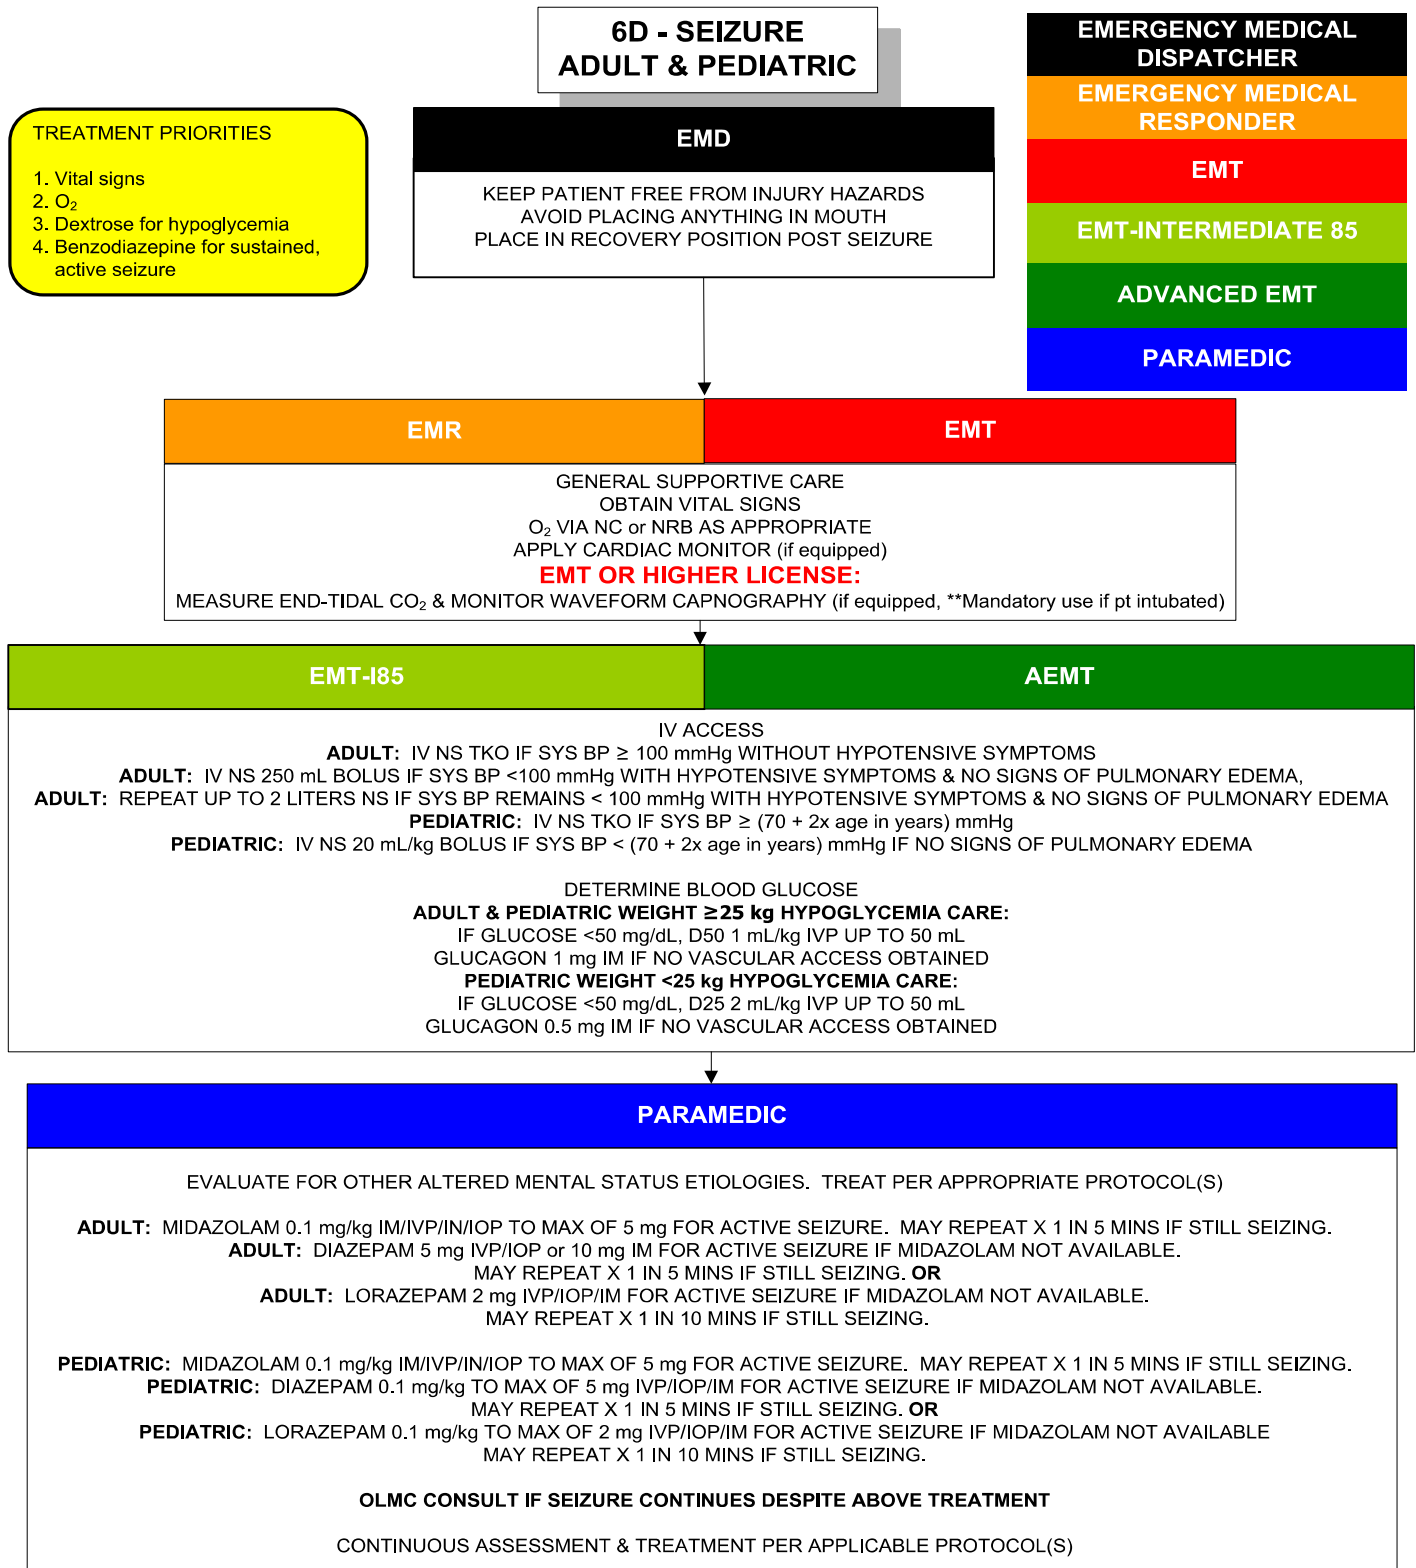 6D - SEIZURE
ADULT & PEDIATRIC
EMERGENCY MEDICAL
DISPATCHER
EMERGENCY MEDICAL
RESPONDER
EMT
EMT-INTERMEDIATE 85
ADVANCED EMT
PARAMEDIC
TREATMENT PRIORITIES
1. Vital signs
2. O₂
3. Dextrose for hypoglycemia
4. Benzodiazepine for sustained,
active seizure
EMD
KEEP PATIENT FREE FROM INJURY HAZARDS
AVOID PLACING ANYTHING IN MOUTH
PLACE IN RECOVERY POSITION POST SEIZURE
EMR
EMT
GENERAL SUPPORTIVE CARE
OBTAIN VITAL SIGNS
O₂ VIA NC or NRB AS APPROPRIATE
APPLY CARDIAC MONITOR (if equipped)
EMT OR HIGHER LICENSE:
MEASURE END-TIDAL CO₂ & MONITOR WAVEFORM CAPNOGRAPHY (if equipped, **Mandatory use if pt intubated)
EMT-I85
AEMT
IV ACCESS
ADULT: IV NS TKO IF SYS BP ≥ 100 mmHg WITHOUT HYPOTENSIVE SYMPTOMS
ADULT: IV NS 250 mL BOLUS IF SYS BP <100 mmHg WITH HYPOTENSIVE SYMPTOMS & NO SIGNS OF PULMONARY EDEMA,
ADULT: REPEAT UP TO 2 LITERS NS IF SYS BP REMAINS < 100 mmHg WITH HYPOTENSIVE SYMPTOMS & NO SIGNS OF PULMONARY EDEMA
PEDIATRIC: IV NS TKO IF SYS BP ≥ (70 + 2x age in years) mmHg
PEDIATRIC: IV NS 20 mL/kg BOLUS IF SYS BP < (70 + 2x age in years) mmHg IF NO SIGNS OF PULMONARY EDEMA
DETERMINE BLOOD GLUCOSE
ADULT & PEDIATRIC WEIGHT ≥25 kg HYPOGLYCEMIA CARE:
IF GLUCOSE <50 mg/dL, D50 1 mL/kg IVP UP TO 50 mL
GLUCAGON 1 mg IM IF NO VASCULAR ACCESS OBTAINED
PEDIATRIC WEIGHT <25 kg HYPOGLYCEMIA CARE:
IF GLUCOSE <50 mg/dL, D25 2 mL/kg IVP UP TO 50 mL
GLUCAGON 0.5 mg IM IF NO VASCULAR ACCESS OBTAINED
PARAMEDIC
EVALUATE FOR OTHER ALTERED MENTAL STATUS ETIOLOGIES. TREAT PER APPROPRIATE PROTOCOL(S)
ADULT: MIDAZOLAM 0.1 mg/kg IM/IVP/IN/IOP TO MAX OF 5 mg FOR ACTIVE SEIZURE. MAY REPEAT X 1 IN 5 MINS IF STILL SEIZING.
ADULT: DIAZEPAM 5 mg IVP/IOP or 10 mg IM FOR ACTIVE SEIZURE IF MIDAZOLAM NOT AVAILABLE.
MAY REPEAT X 1 IN 5 MINS IF STILL SEIZING. OR
ADULT: LORAZEPAM 2 mg IVP/IOP/IM FOR ACTIVE SEIZURE IF MIDAZOLAM NOT AVAILABLE.
MAY REPEAT X 1 IN 10 MINS IF STILL SEIZING.
PEDIATRIC: MIDAZOLAM 0.1 mg/kg IM/IVP/IN/IOP TO MAX OF 5 mg FOR ACTIVE SEIZURE. MAY REPEAT X 1 IN 5 MINS IF STILL SEIZING.
PEDIATRIC: DIAZEPAM 0.1 mg/kg TO MAX OF 5 mg IVP/IOP/IM FOR ACTIVE SEIZURE IF MIDAZOLAM NOT AVAILABLE.
MAY REPEAT X 1 IN 5 MINS IF STILL SEIZING. OR
PEDIATRIC: LORAZEPAM 0.1 mg/kg TO MAX OF 2 mg IVP/IOP/IM FOR ACTIVE SEIZURE IF MIDAZOLAM NOT AVAILABLE
MAY REPEAT X 1 IN 10 MINS IF STILL SEIZING.
OLMC CONSULT IF SEIZURE CONTINUES DESPITE ABOVE TREATMENT
CONTINUOUS ASSESSMENT & TREATMENT PER APPLICABLE PROTOCOL(S)